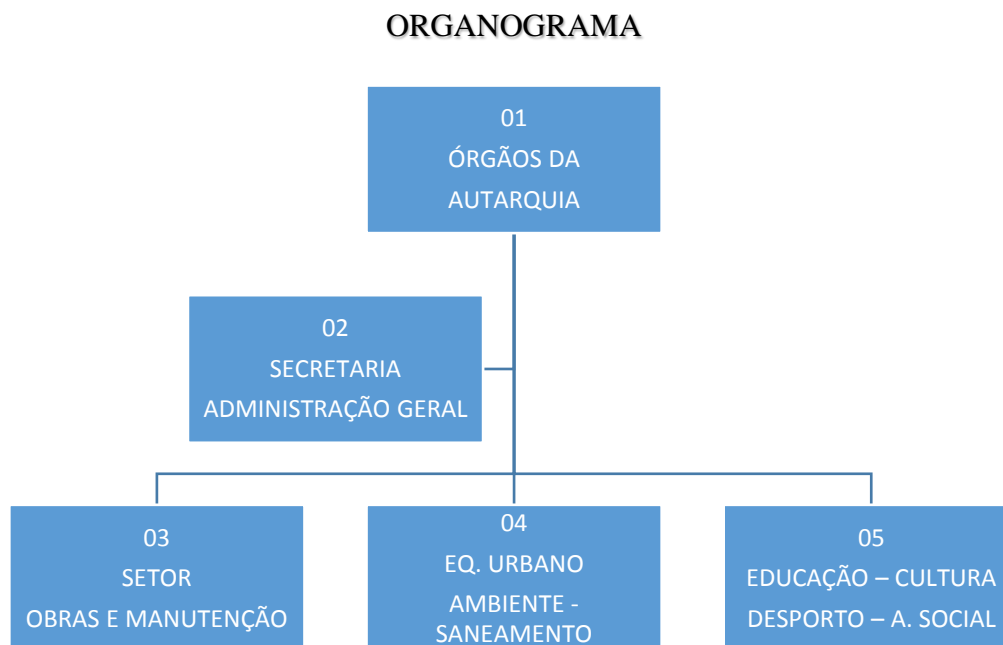 ORGANOGRAMA
01
ÓRGÃOS DA
AUTARQUIA
02
SECRETARIA
ADMINISTRAÇÃO GERAL
03
SETOR
OBRAS E MANUTENÇÃO
04
EQ. URBANO
AMBIENTE -
SANEAMENTO
05
EDUCAÇÃO – CULTURA
DESPORTO – A. SOCIAL